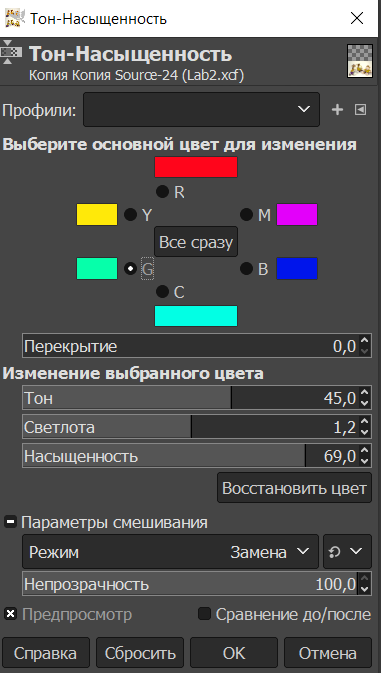 Тон-Насыщенность
Тон-Насыщенность
Копия Копия Source-24 (Lab2.xcf)
Профили:
Выберите основной цвет для изменения
R
Y
M
Все сразу
G
B
C
Перекрытие 0,0
Изменение выбранного цвета
Тон 45,0
Светлота 1,2
Насыщенность 69,0
Восстановить цвет
Параметры смешивания
Режим Замена
Непрозрачность 100,0
Предпросмотр Сравнение до/после
Справка Сбросить OK Отмена